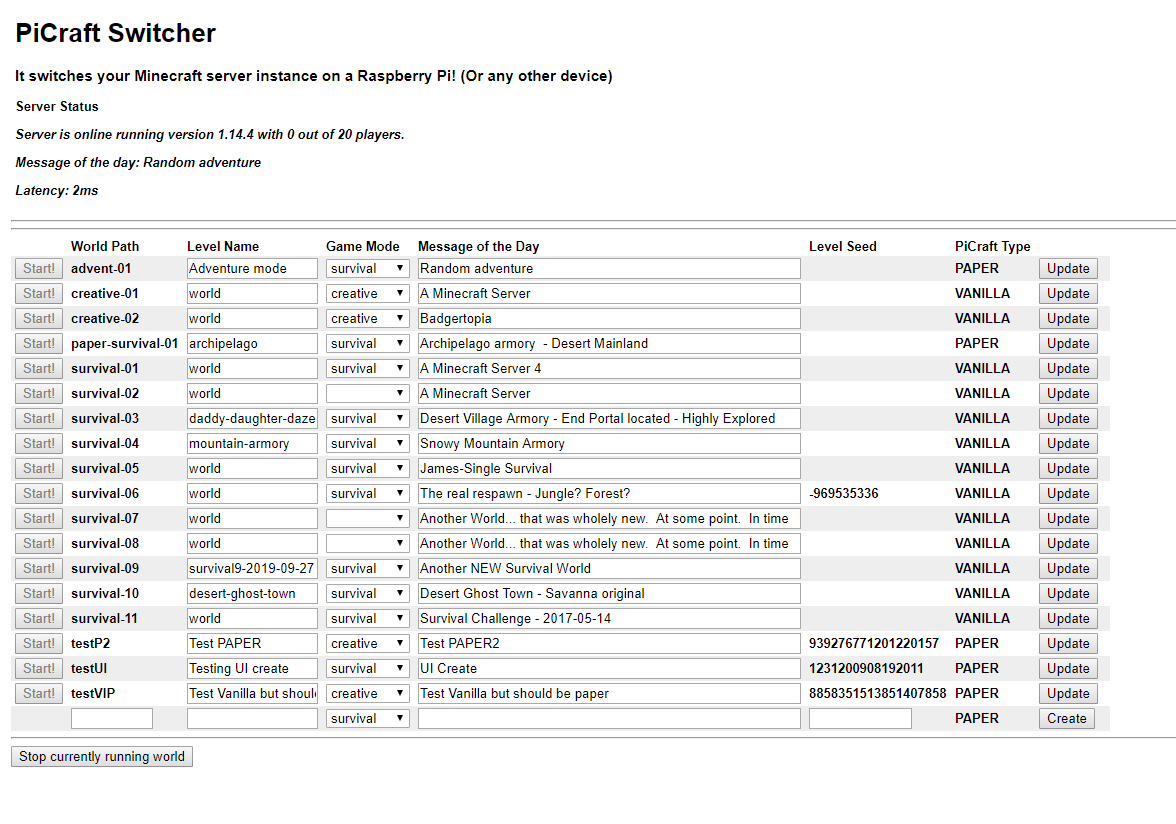 PiCraft Switcher
It switches your Minecraft server instance on a Raspberry Pi! (Or any other device)
Server Status
Server is online running version 1.14.4 with 0 out of 20 players.
Message of the day: Random adventure
Latency: 2ms
World Path Level Name Game Mode Message of the Day Level Seed PiCraft Type
Start! advent-01 Adventure mode survival Random adventure PAPER Update
Start! creative-01 world creative A Minecraft Server VANILLA Update
Start! creative-02 world creative Badgertopia VANILLA Update
Start! paper-survival-01 archipelago survival Archipelago armory  - Desert Mainland PAPER Update
Start! survival-01 world survival A Minecraft Server 4 VANILLA Update
Start! survival-02 world A Minecraft Server VANILLA Update
Start! survival-03 daddy-daughter-daze survival Desert Village Armory - End Portal located - Highly Explored VANILLA Update
Start! survival-04 mountain-armory survival Snowy Mountain Armory VANILLA Update
Start! survival-05 world survival James-Single Survival VANILLA Update
Start! survival-06 world survival The real respawn - Jungle? Forest? -969535336 VANILLA Update
Start! survival-07 world Another World... that was wholely new.  At some point.  In time VANILLA Update
Start! survival-08 world Another World... that was wholely new.  At some point.  In time VANILLA Update
Start! survival-09 survival9-2019-09-27 survival Another NEW Survival World VANILLA Update
Start! survival-10 desert-ghost-town survival Desert Ghost Town - Savanna original VANILLA Update
Start! survival-11 world survival Survival Challenge - 2017-05-14 VANILLA Update
Start! testP2 Test PAPER creative Test PAPER2 939276771201220157 PAPER Update
Start! testUI Testing UI create survival UI Create 1231200908192011 PAPER Update
Start! testVIP Test Vanilla but shoul creative Test Vanilla but should be paper 8858351513851407858 PAPER Update
survival PAPER Create
Stop currently running world